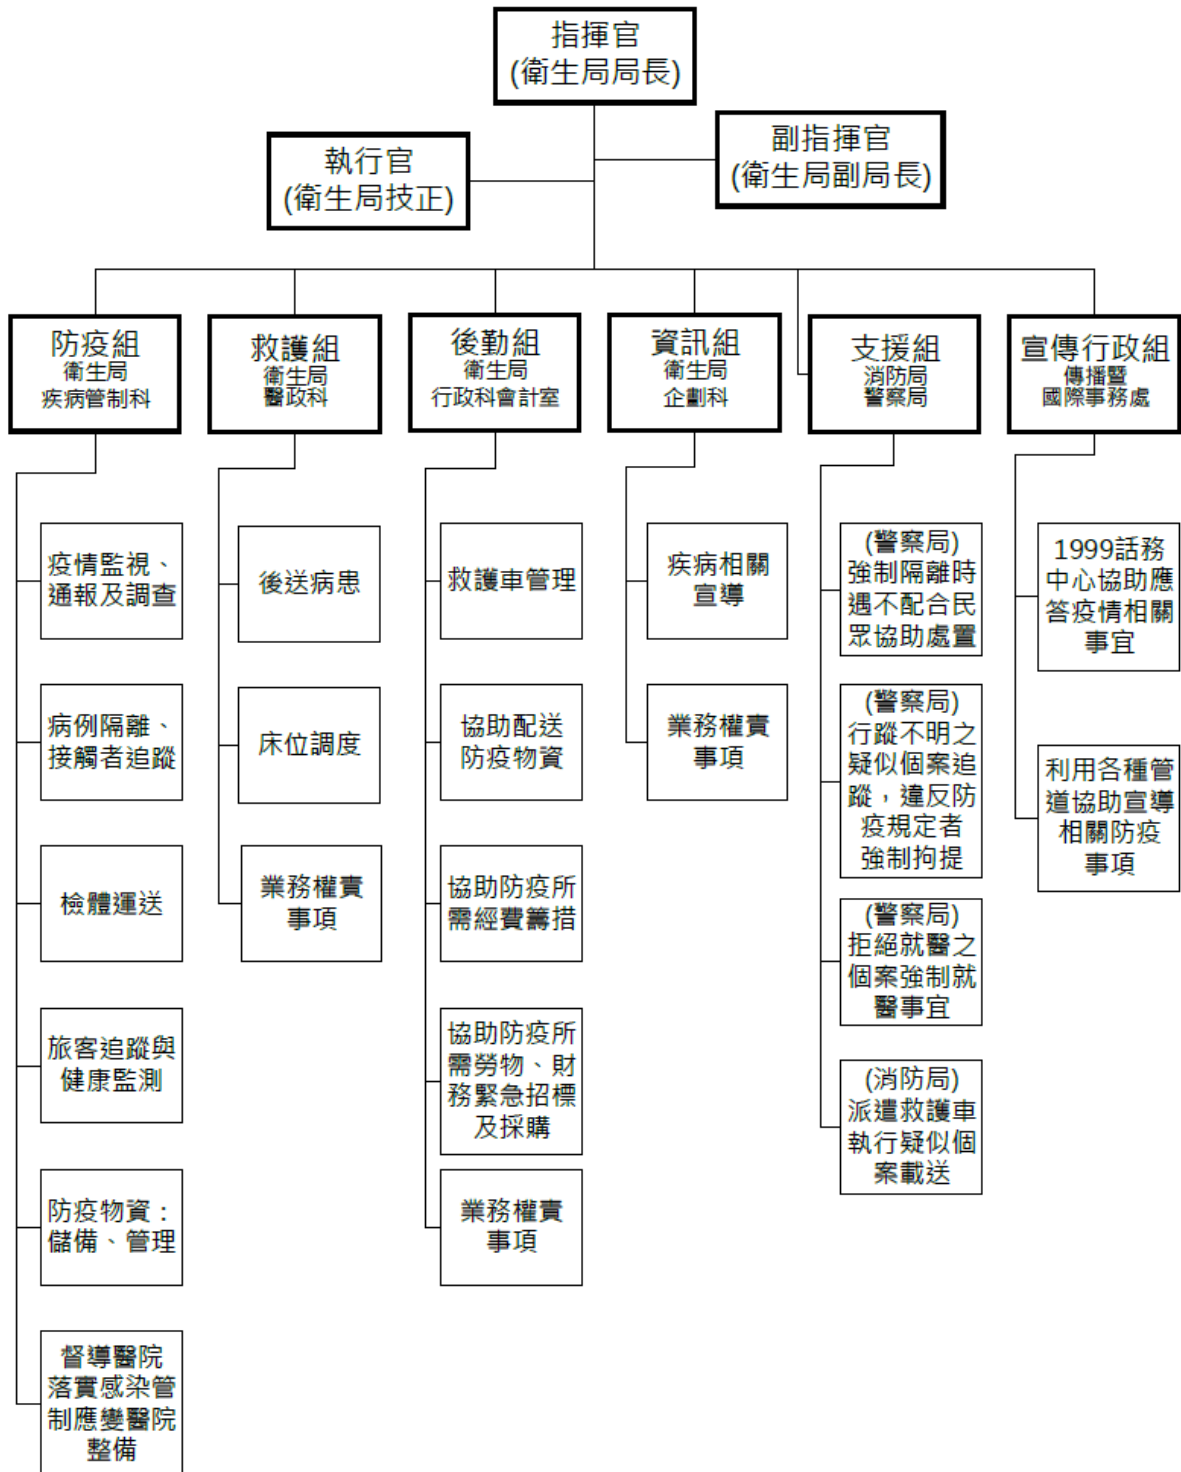 指揮官
(衛生局局長)
副指揮官
(衛生局副局長)
執行官
(衛生局技正)
防疫組
衛生局
疾病管制科
救護組
衛生局
醫政科
後勤組
衛生局
行政科會計室
資訊組
衛生局
企劃科
支援組
消防局
警察局
宣傳行政組
傳播暨
國際事務處
疫情監視、
通報及調查
病例隔離、
接觸者追蹤
檢體運送
旅客追蹤與
健康監測
防疫物資：
儲備、管理
督導醫院
落實感染管
制應變醫院
整備
後送病患
床位調度
業務權責
事項
救護車管理
協助配送
防疫物資
協助防疫所
需經費籌措
協助防疫所
需勞物、財
務緊急招標
及採購
業務權責
事項
疾病相關
宣導
業務權責
事項
(警察局)
強制隔離時
遇不配合民
眾協助處置
(警察局)
行蹤不明之
疑似個案追
蹤，違反防
疫規定者
強制拘提
(警察局)
拒絕就醫之
個案強制就
醫事宜
(消防局)
派遣救護車
執行疑似個
案載送
1999話務
中心協助應
答疫情相關
事宜
利用各種管
道協助宣導
相關防疫
事項